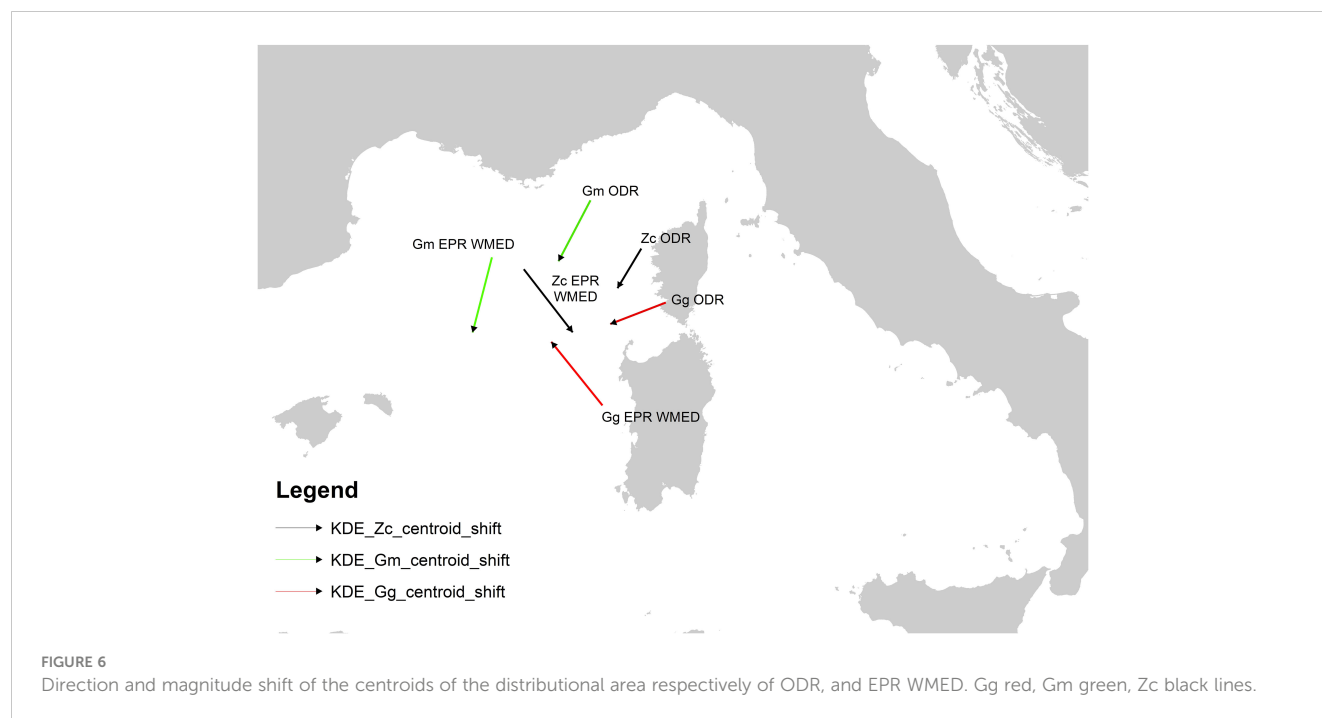 Gm ODR
Zc ODR
Gm EPR WMED
Zc EPR
WMED
Gg ODR
Gg EPR WMED
Legend
KDE_Zc_centroid_shift
KDE_Gm_centroid_shift
KDE_Gg_centroid_shift
FIGURE 6
Direction and magnitude shift of the centroids of the distributional area respectively of ODR, and EPR WMED. Gg red, Gm green, Zc black lines.